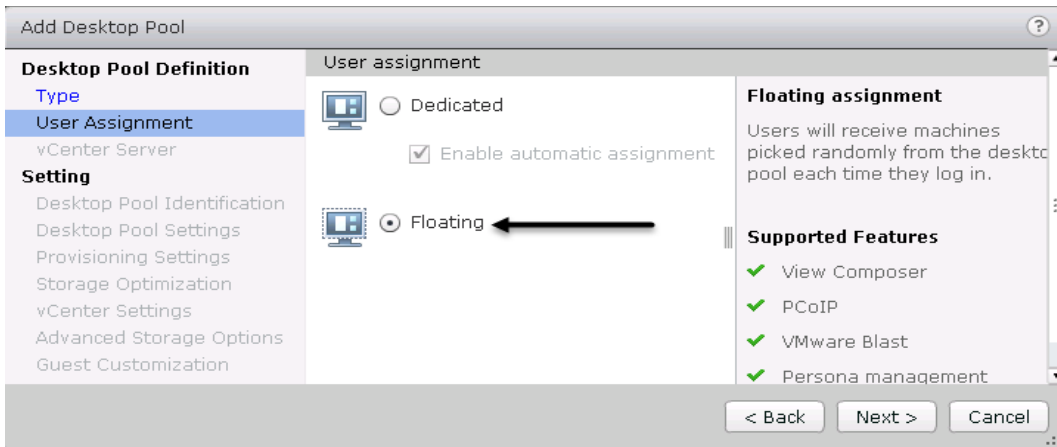 Add Desktop Pool
?
Desktop Pool Definition
Type
User Assignment
vCenter Server
Setting
Desktop Pool Identification
Desktop Pool Settings
Provisioning Settings
Storage Optimization
vCenter Settings
Advanced Storage Options
Guest Customization
User assignment
Dedicated
Enable automatic assignment
Floating
Floating assignment
Users will receive machines
picked randomly from the deskto
pool each time they log in.
Supported Features
View Composer
PCoIP
VMware Blast
Persona management
< Back
Next >
Cancel